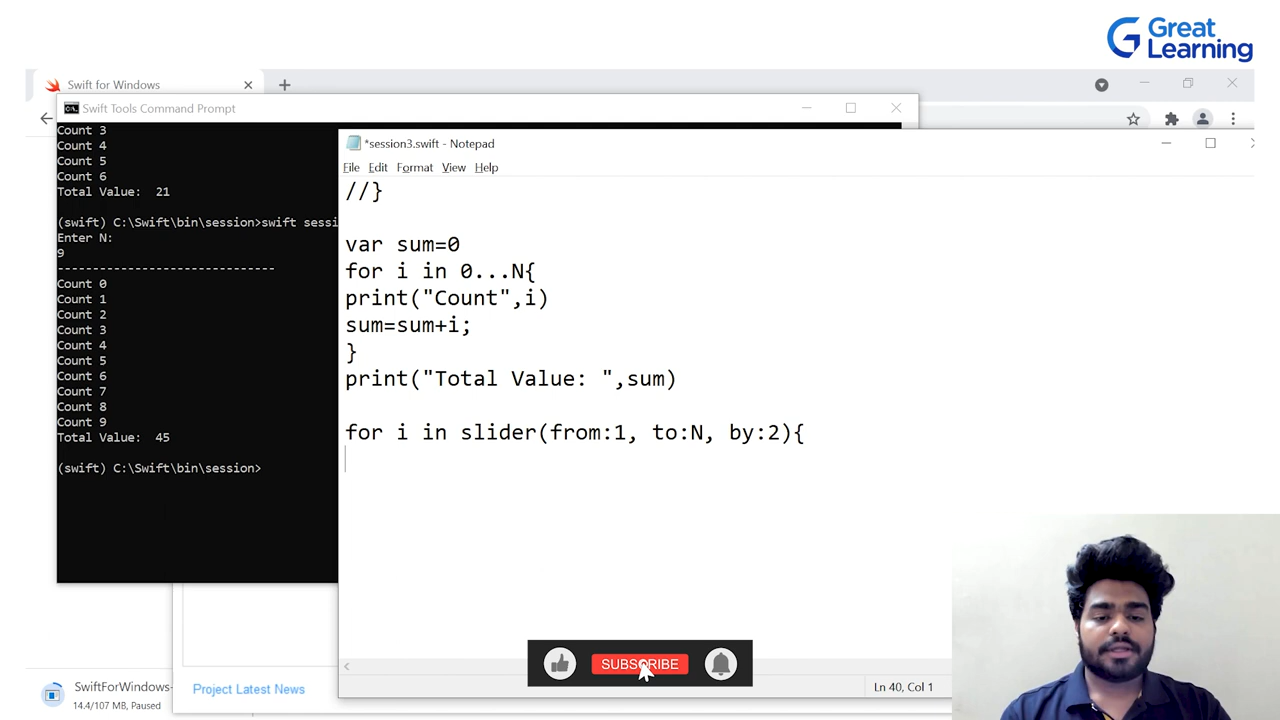 Great
Learning
Swift for Windows
Swift Tools Command Prompt
Count 3
Count 4
Count 5
Count 6
Total Value:  21
(swift) C:\Swift\bin\session>swift sessi
Enter N:
9
------------------------------
Count 0
Count 1
Count 2
Count 3
Count 4
Count 5
Count 6
Count 7
Count 8
Count 9
Total Value:  45
(swift) C:\Swift\bin\session>
*session3.swift - Notepad
File Edit Format View Help
//}
var sum=0
for i in 0...N{
print("Count",i)
sum=sum+i;
}
print("Total Value: ",sum)
for i in slider(from:1, to:N, by:2){
Ln 40, Col 1
SUBSCRIBE
SwiftForWindows-
14.4/107 MB, Paused
Project Latest News